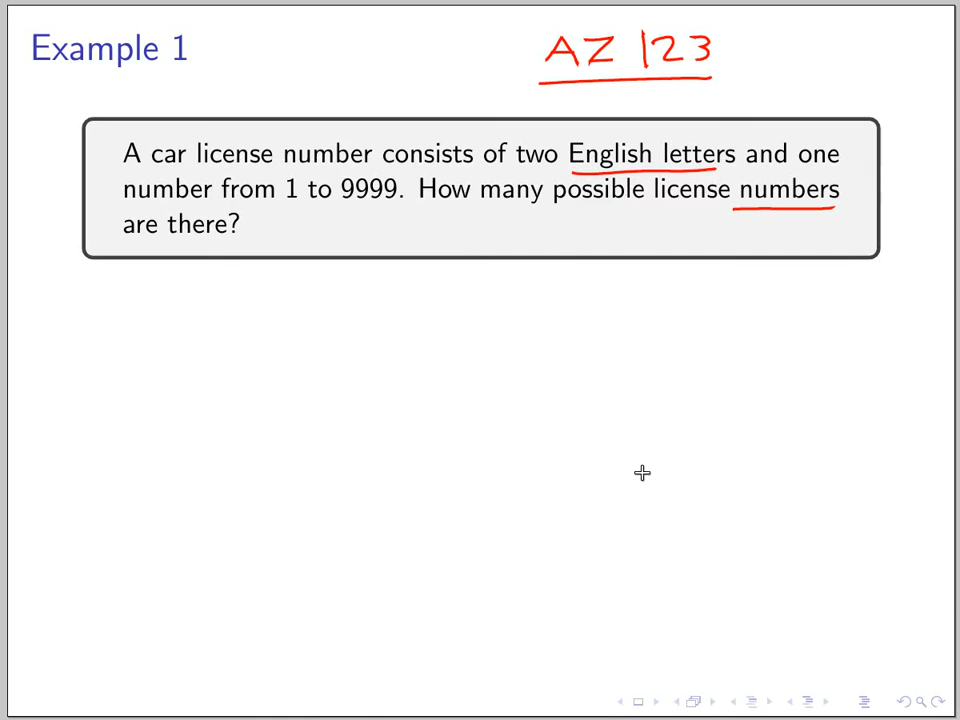 Example 1
AZ 123
A car license number consists of two English letters and one
number from 1 to 9999. How many possible license numbers
are there?